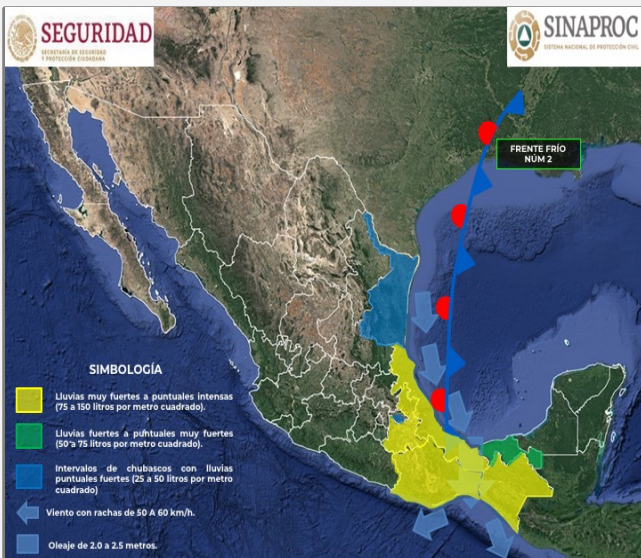 SEGURIDAD
SECRETARÍA DE SEGURIDAD
Y PROTECCIÓN CIUDADANA
SINAPROC
SISTEMA NACIONAL DE PROTECCIÓN CIVIL
FRENTE FRÍO
NÚM 2
SIMBOLOGÍA
Lluvias muy fuertes a puntuales intensas
(75 a 150 litros por metro cuadrado).
Lluvias fuertes a puntuales muy fuertes
(50 a 75 litros por metro cuadrado).
Intervalos de chubascos con lluvias
puntuales fuertes (25 a 50 litros por metro
cuadrado)
Viento con rachas de 50 A 60 km/h.
Oleaje de 2.0 a 2.5 metros.